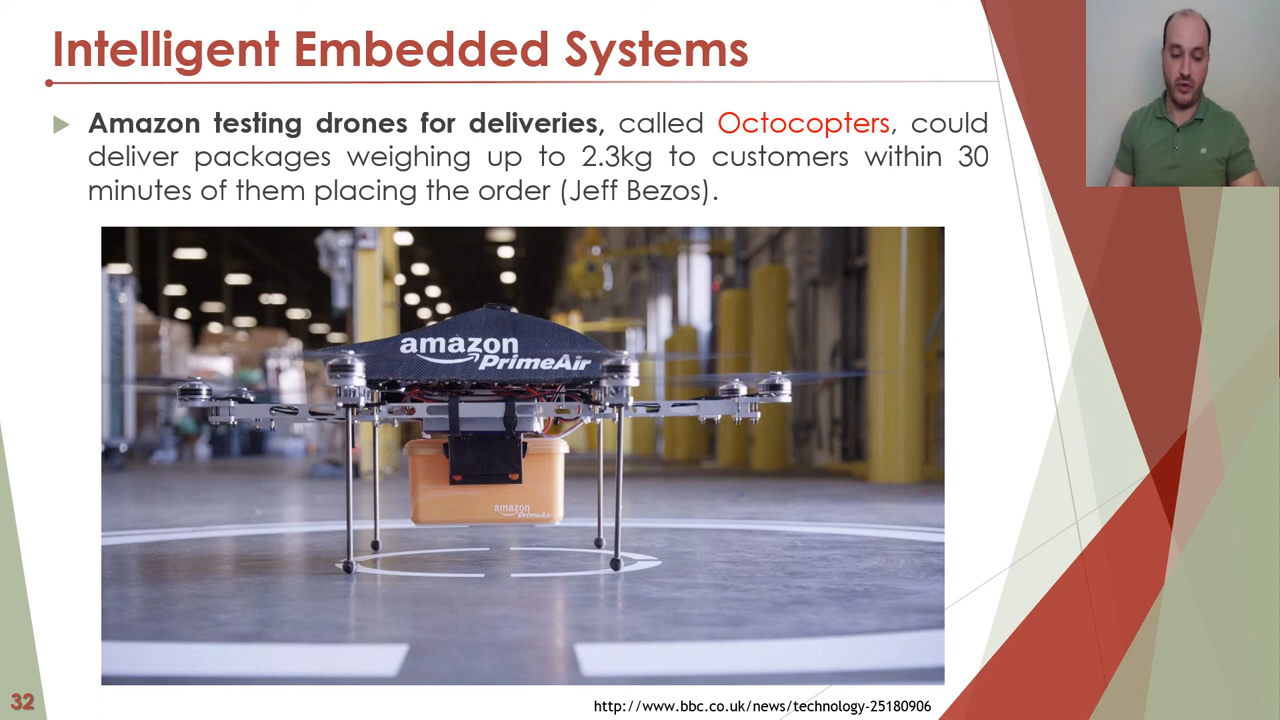 Intelligent Embedded Systems
Amazon testing drones for deliveries, called Octocopters, could
deliver packages weighing up to 2.3kg to customers within 30
minutes of them placing the order (Jeff Bezos).
amazon
PrimeAir
amazon
PrimeAir
32
http://www.bbc.co.uk/news/technology-25180906